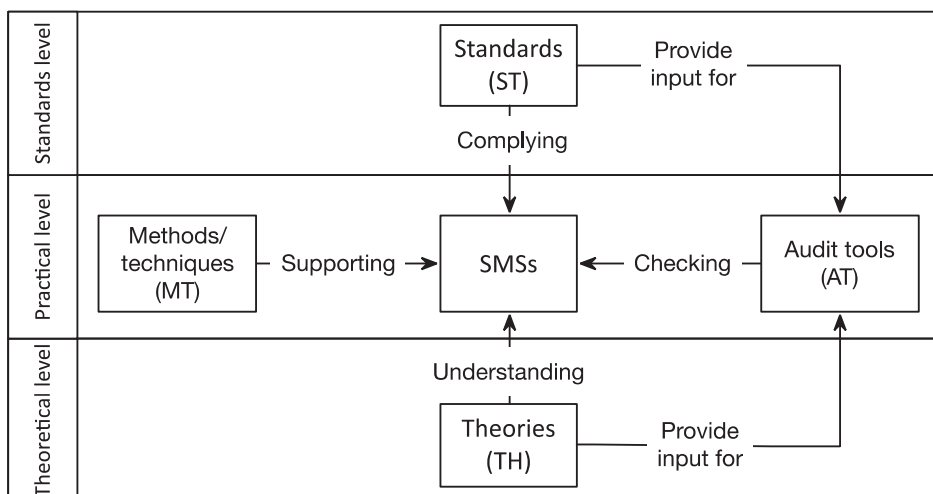 Standards level
Standards
(ST)
Provide
input for
Complying
Practical level
Methods/
techniques
(MT)
Supporting
SMSs
Checking
Audit tools
(AT)
Theoretical level
Understanding
Theories
(TH)
Provide
input for